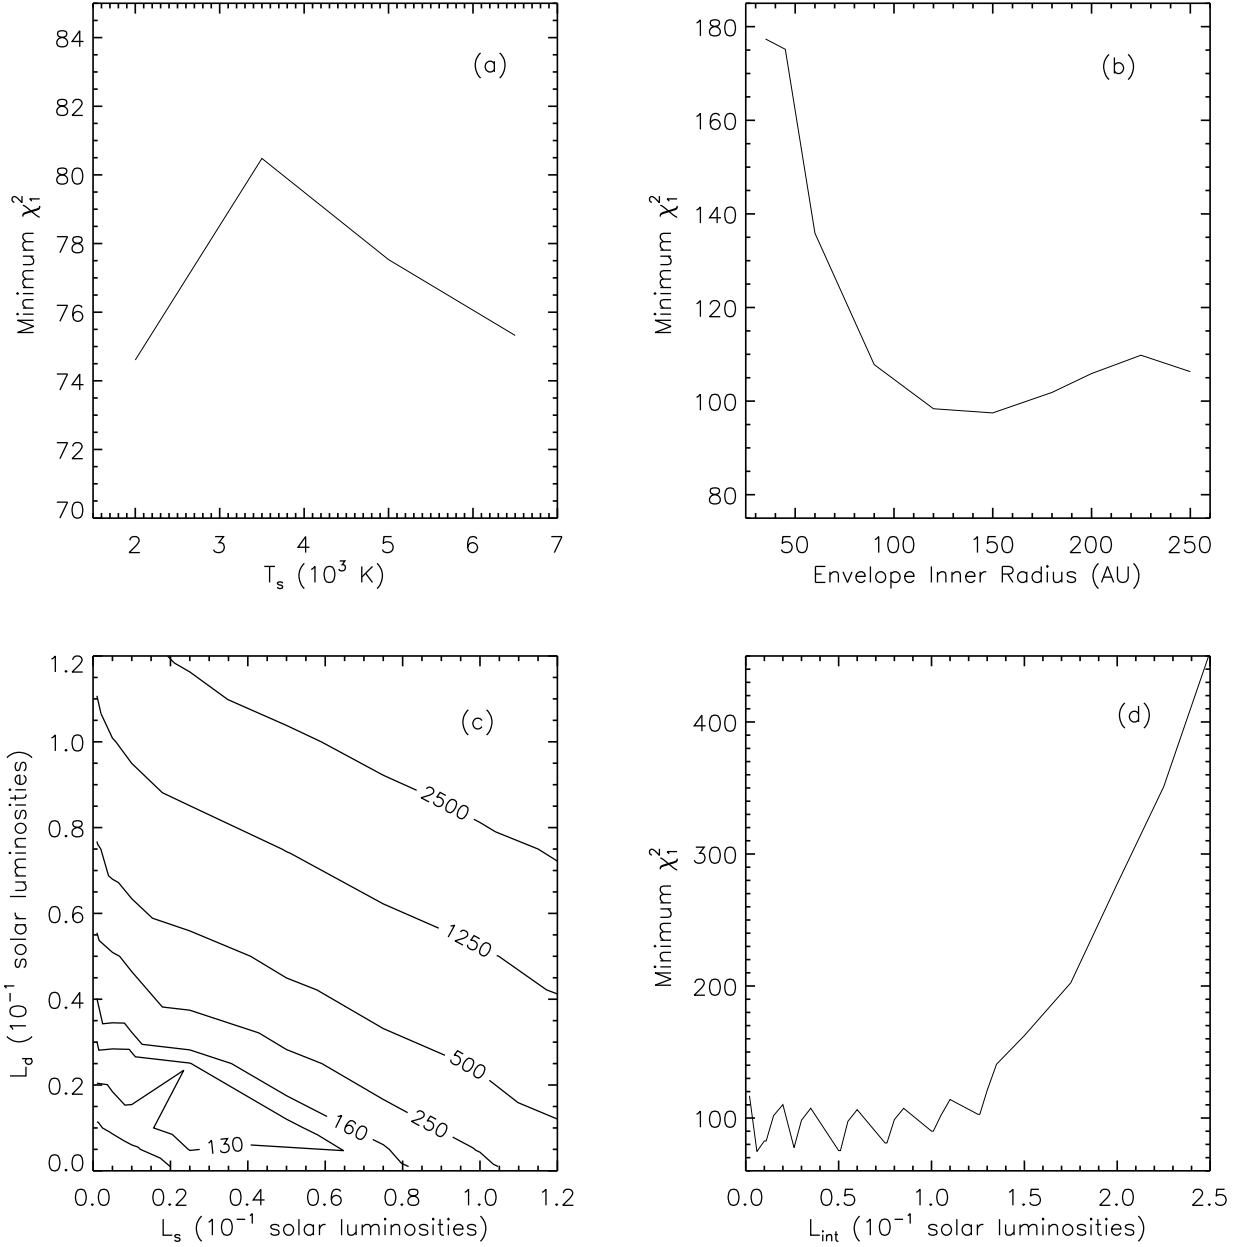 (a)
84
82
80
78
76
74
72
70
Minimum χ₁²
2 3 4 5 6 7
Tₛ (10³ K)
(b)
180
160
140
120
100
80
Minimum χ₁²
50 100 150 200 250
Envelope Inner Radius (AU)
(c)
1.2
1.0
0.8
0.6
0.4
0.2
0.0
L_d (10⁻¹ solar luminosities)
2500
1250
500
250
160
130
0.0 0.2 0.4 0.6 0.8 1.0 1.2
Lₛ (10⁻¹ solar luminosities)
(d)
400
300
200
100
Minimum χ₁²
0.0 0.5 1.0 1.5 2.0 2.5
L_int (10⁻¹ solar luminosities)